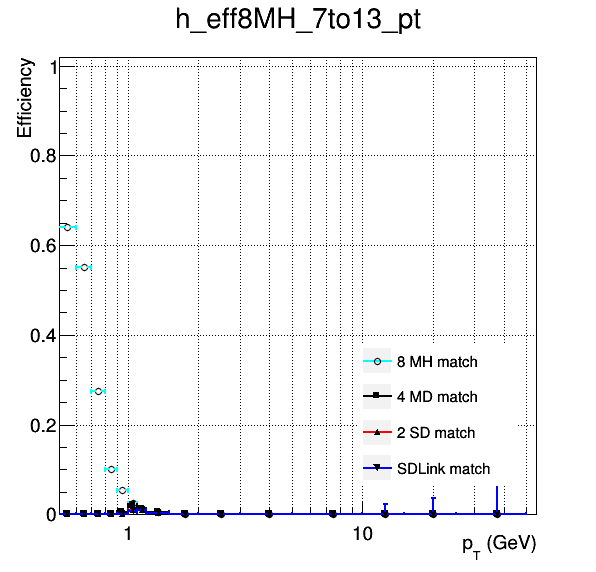 h_eff8MH_7to13_pt
Efficiency
1
0.8
0.6
0.4
0.2
0
8 MH match
4 MD match
2 SD match
SDLink match
1
10
p_T (GeV)